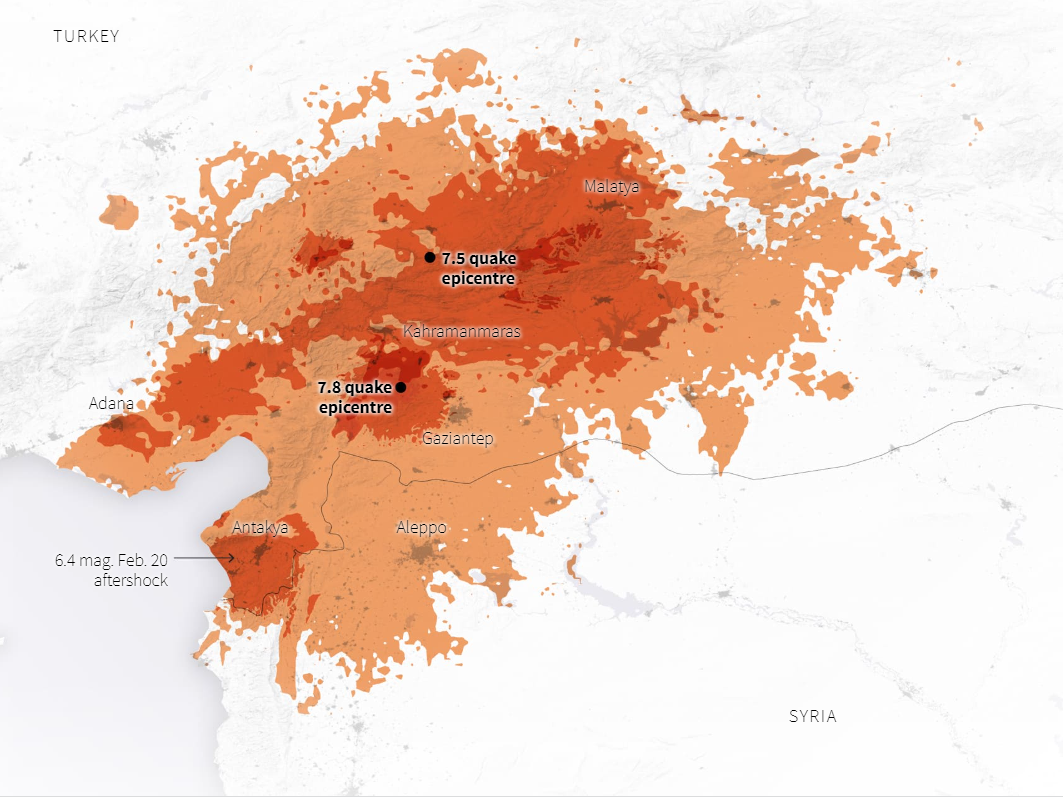 TURKEY
Malatya
7.5 quake
epicentre
Kahramanmaras
7.8 quake
epicentre
Adana
Gaziantep
Antakya
Aleppo
6.4 mag. Feb. 20
aftershock
SYRIA